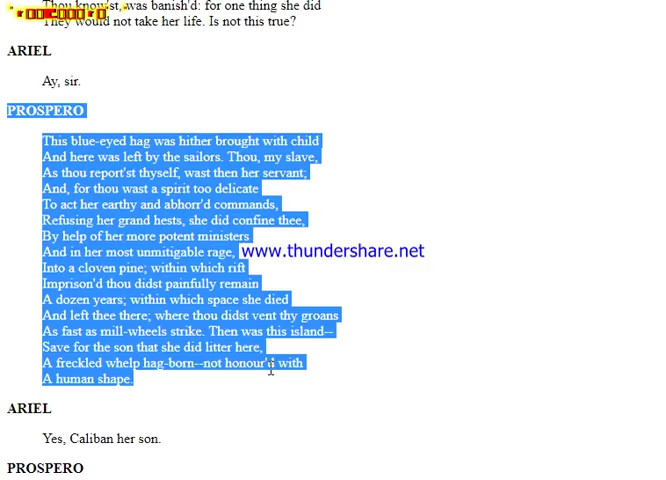 Thou know'st, was banish'd: for one thing she did
They would not take her life. Is not this true?
ARIEL
Ay, sir.
PROSPERO
This blue-eyed hag was hither brought with child
And here was left by the sailors. Thou, my slave,
As thou report'st thyself, wast then her servant;
And, for thou wast a spirit too delicate
To act her earthy and abhorr'd commands,
Refusing her grand hests, she did confine thee,
By help of her more potent ministers
And in her most unmitigable rage,
www.thundershare.net
Into a cloven pine; within which rift
Imprison'd thou didst painfully remain
A dozen years; within which space she died
And left thee there; where thou didst vent thy groans
As fast as mill-wheels strike. Then was this island--
Save for the son that she did litter here,
A freckled whelp hag-born--not honour'd with
A human shape.
ARIEL
Yes, Caliban her son.
PROSPERO